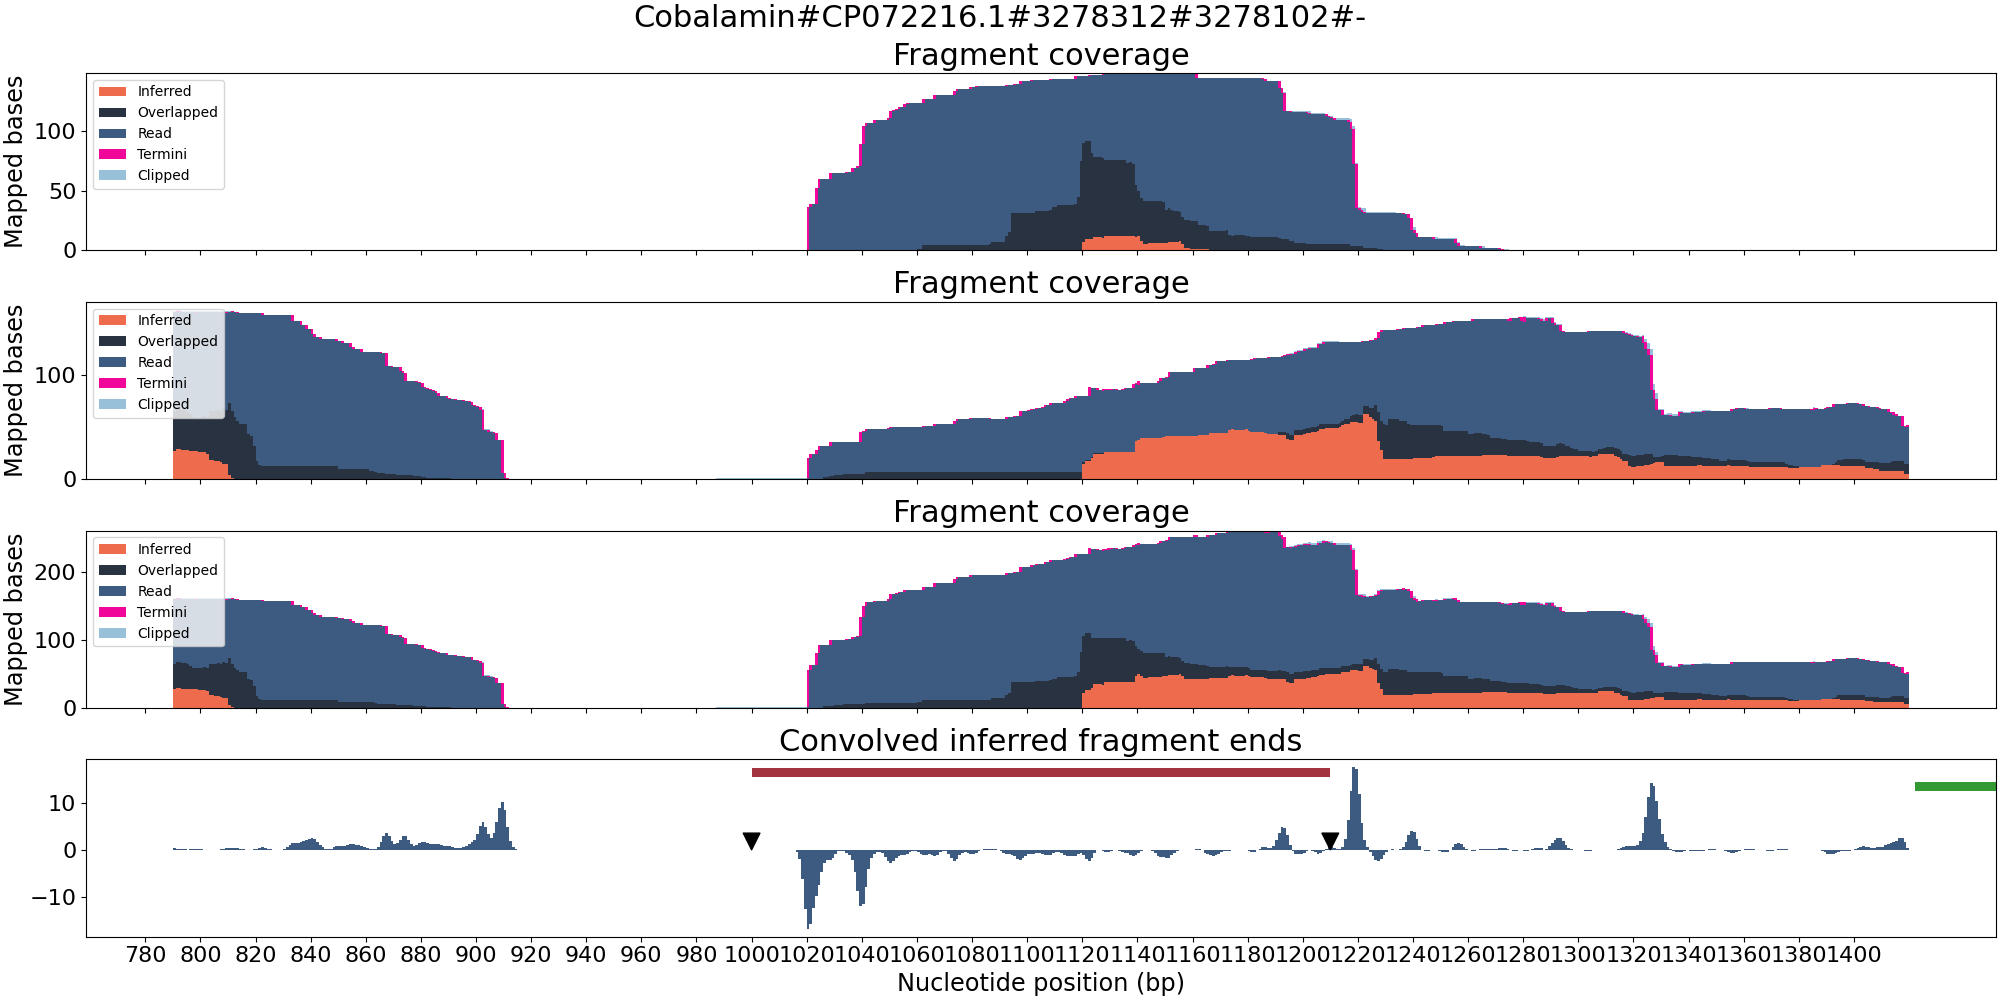 Cobalamin#CP072216.1#3278312#3278102#-
Fragment coverage
Mapped bases
100
50
0
Inferred
Overlapped
Read
Termini
Clipped
Fragment coverage
Mapped bases
100
0
Inferred
Overlapped
Read
Termini
Clipped
Fragment coverage
Mapped bases
200
100
0
Inferred
Overlapped
Read
Termini
Clipped
Convolved inferred fragment ends
10
0
−10
780 800 820 840 860 880 900 920 940 960 980 1000 1020 1040 1060 1080 1100 1120 1140 1160 1180 1200 1220 1240 1260 1280 1300 1320 1340 1360 1380 1400
Nucleotide position (bp)